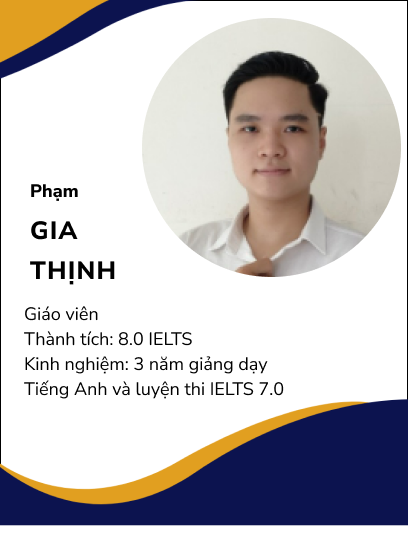 Phạm
GIA
THỊNH
Giáo viên
Thành tích: 8.0 IELTS
Kinh nghiệm: 3 năm giảng dạy
Tiếng Anh và luyện thi IELTS 7.0